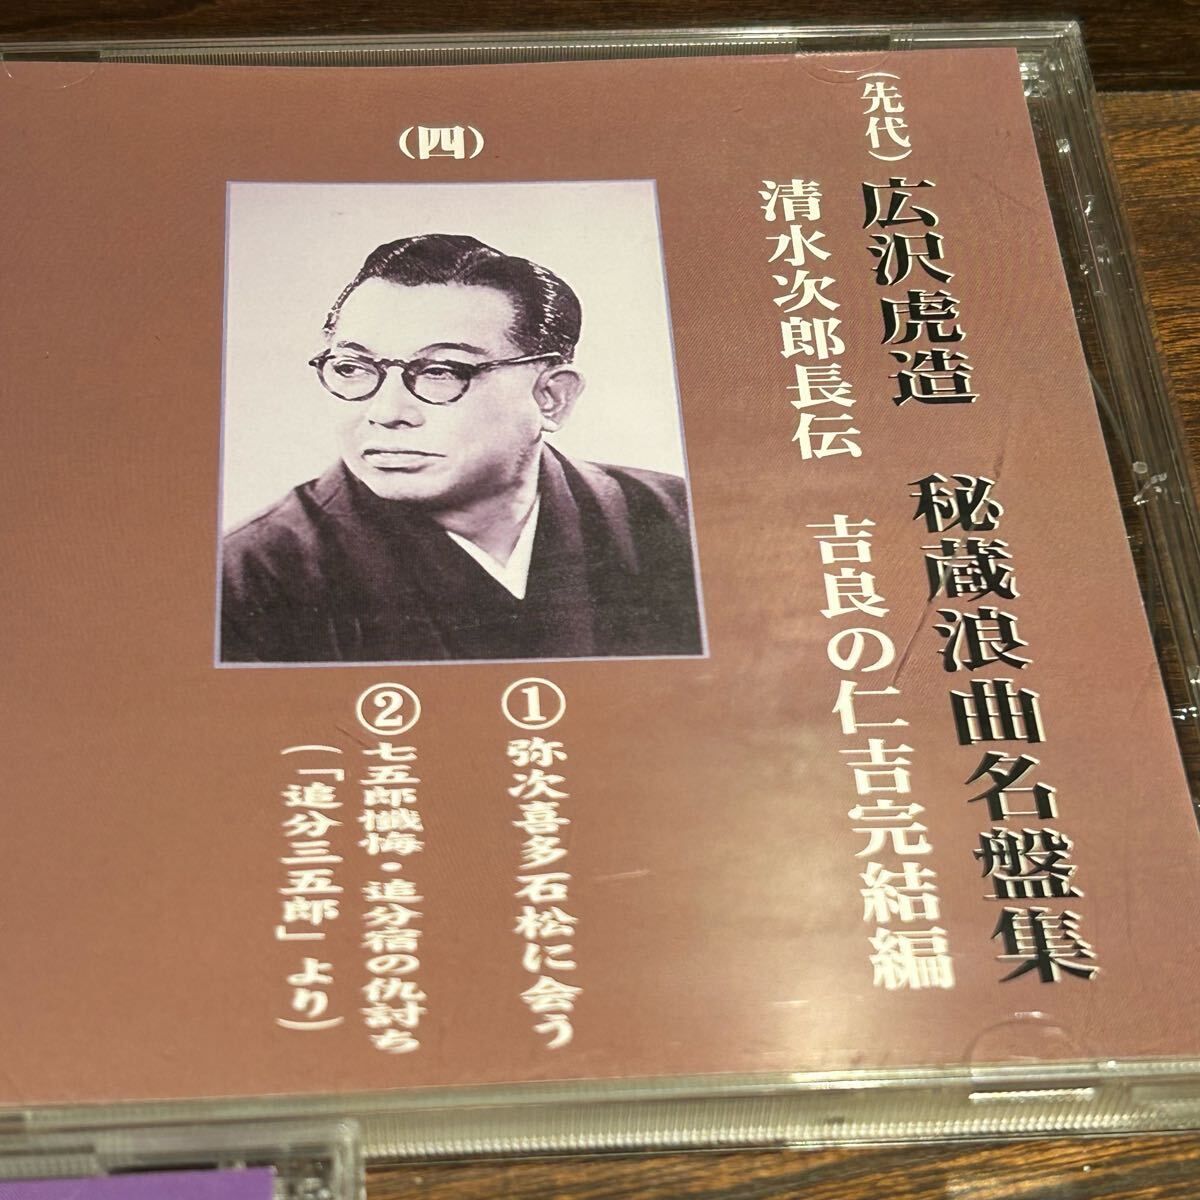 (先代) 広沢虎造 秘蔵浪曲名盤集
清水次郎長伝 吉良の仁吉完結編
(四)
①弥次喜多石松に会う
②七五郎懺悔・追分宿の仇討ち
(「追分三五郎」より)